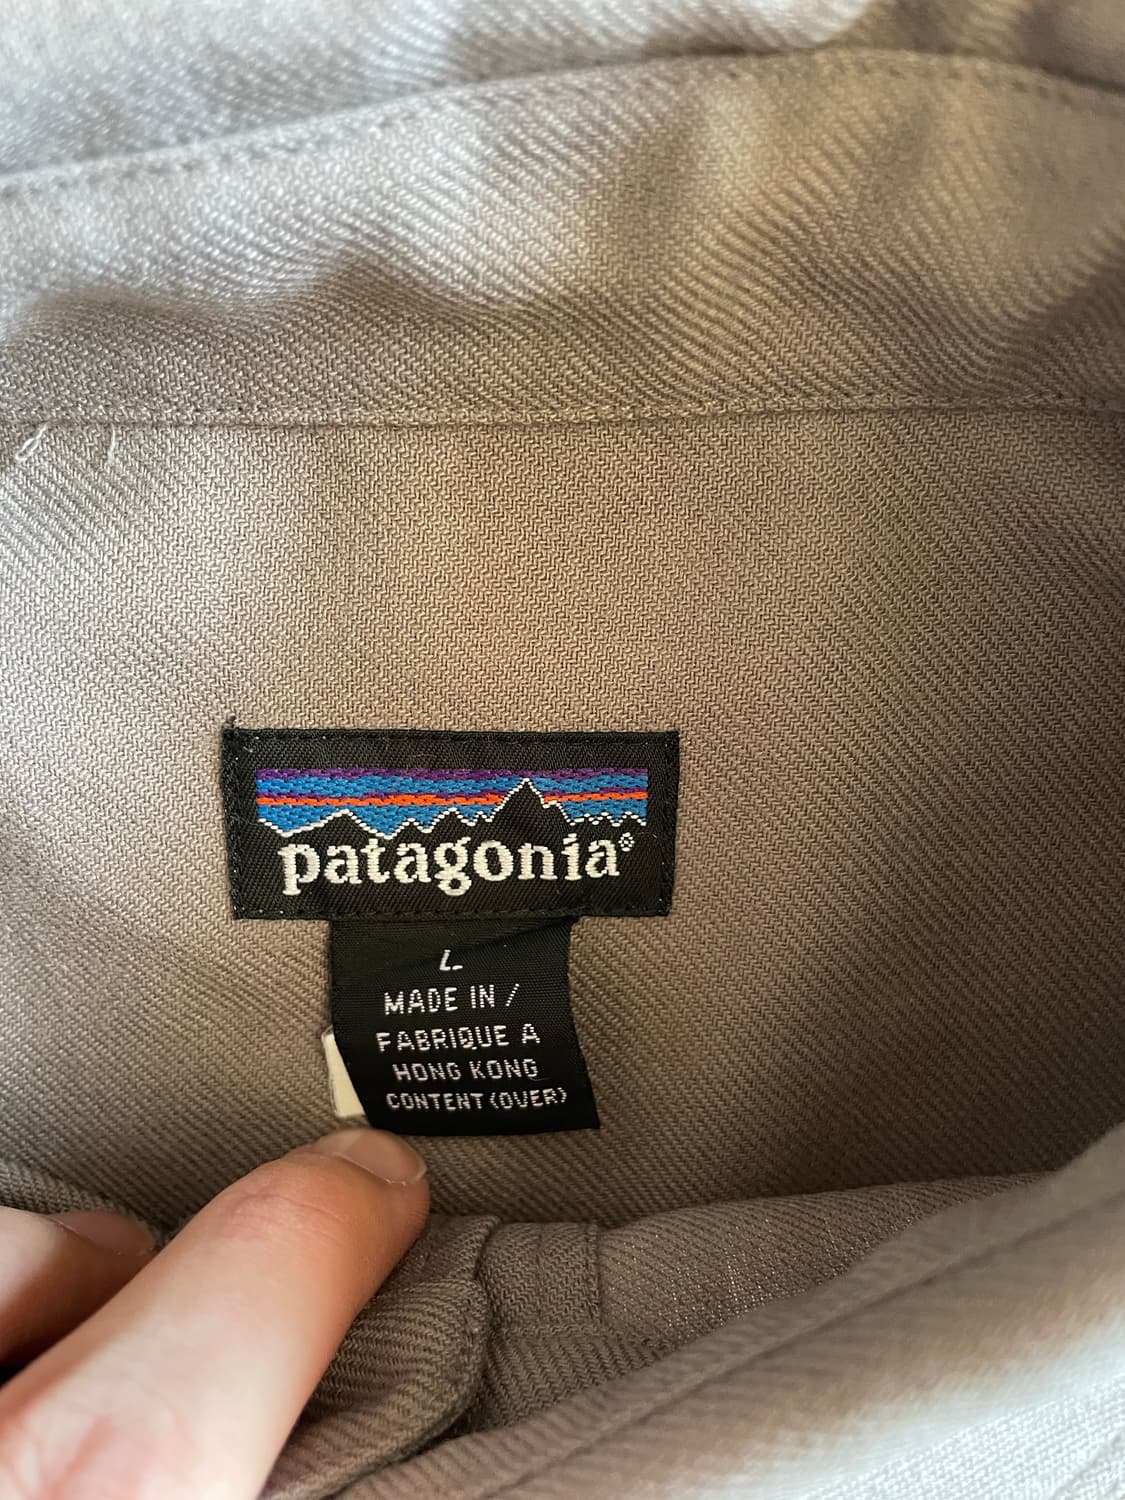 patagonia®
L
MADE IN /
FABRIQUE A
HONG KONG
CONTENT (OVER)